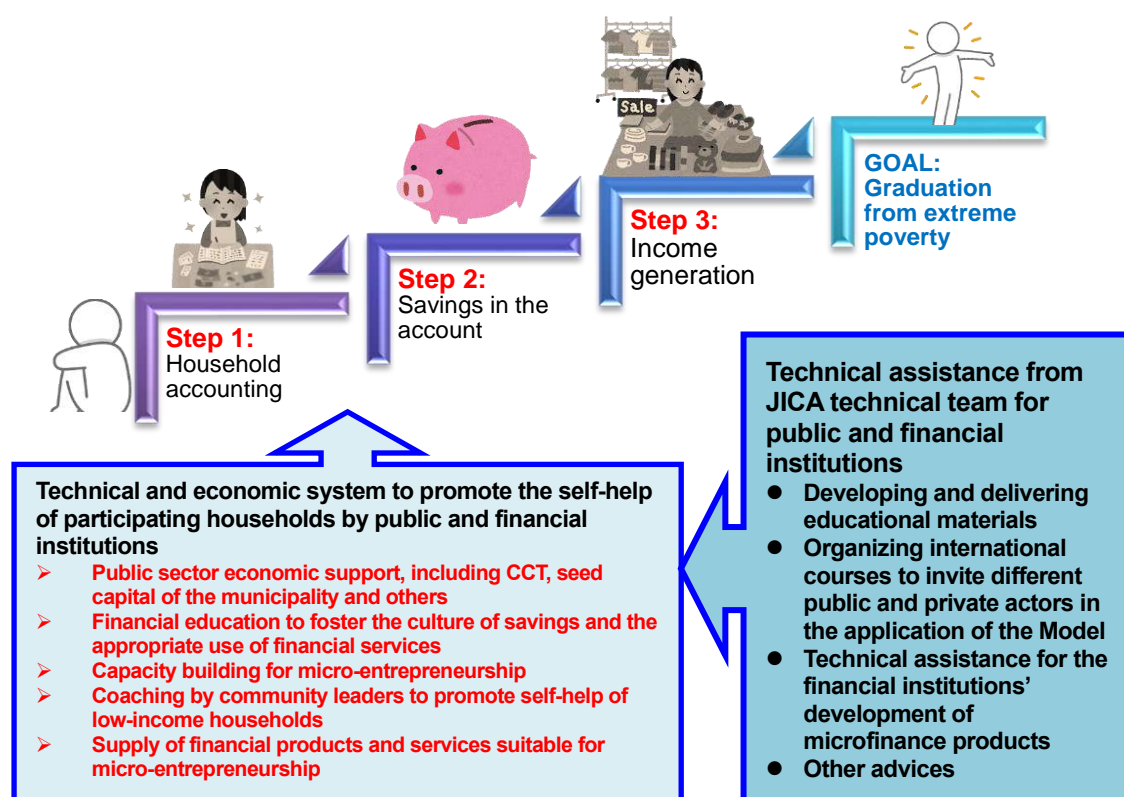 Sale
GOAL:
Graduation
from extreme
poverty
Step 3:
Income
generation
Step 2:
Savings in the
account
Step 1:
Household
accounting
Technical and economic system to promote the self-help
of participating households by public and financial
institutions
➢ Public sector economic support, including CCT, seed
capital of the municipality and others
➢ Financial education to foster the culture of savings and the
appropriate use of financial services
➢ Capacity building for micro-entrepreneurship
➢ Coaching by community leaders to promote self-help of
low-income households
➢ Supply of financial products and services suitable for
micro-entrepreneurship
Technical assistance from
JICA technical team for
public and financial
institutions
● Developing and delivering
educational materials
● Organizing international
courses to invite different
public and private actors in
the application of the Model
● Technical assistance for the
financial institutions’
development of
microfinance products
● Other advices